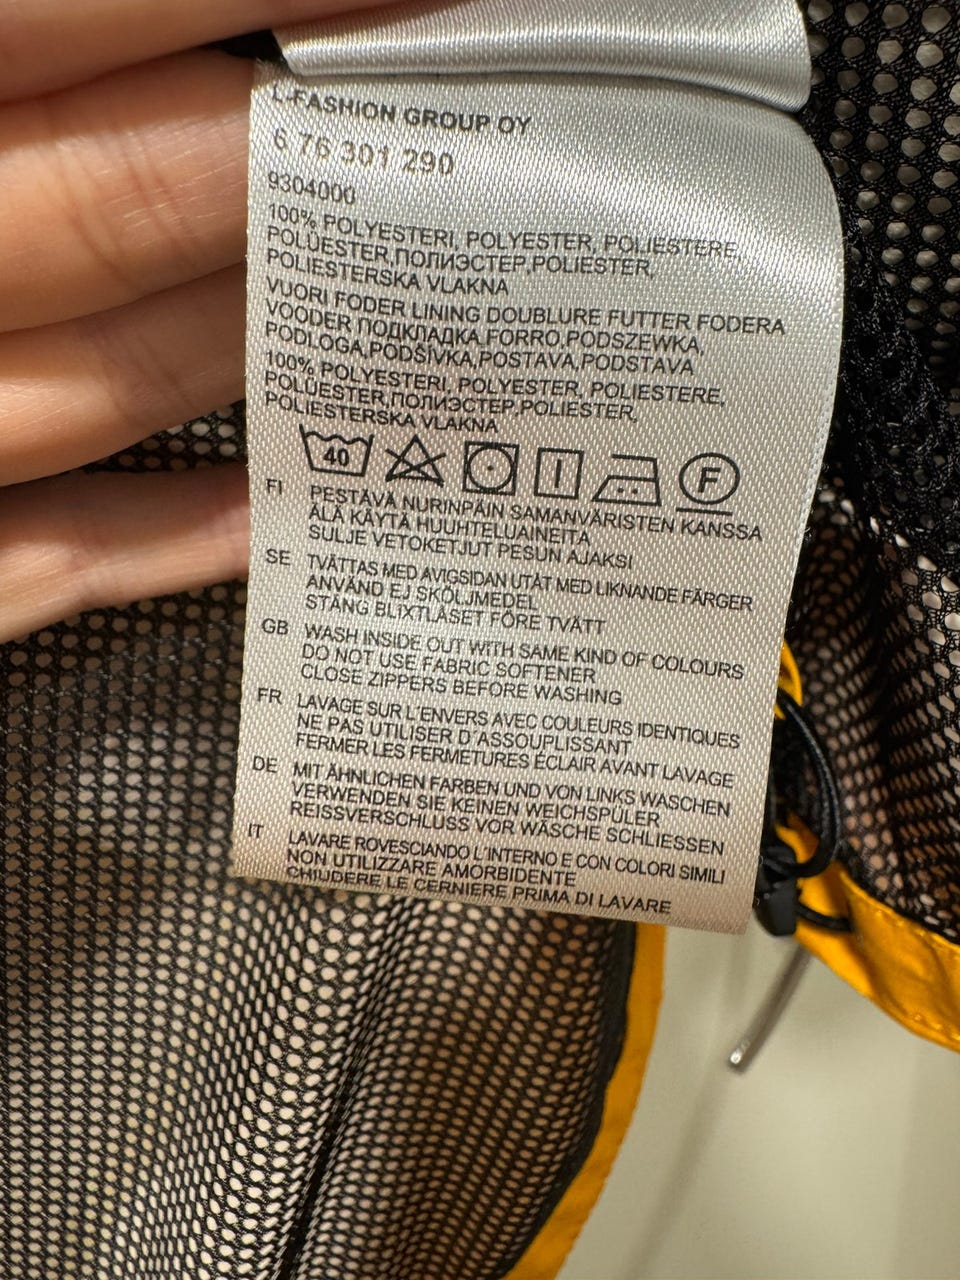 L-FASHION GROUP OY
6 76 301 290
9304000
100% POLYESTERI, POLYESTER, POLIESTERE,
POLÜESTER,ПОЛИЭСТЕР,POLIESTER,
POLIESTERSKA VLAKNA
VUORI FODER LINING DOUBLURE FUTTER FODERA
VOODER ПОДКЛАДКА,FORRO,PODSZEWKA,
PODLOGA,PODŠÍVKA,POSTAVA,PODSTAVA
100% POLYESTERI, POLYESTER, POLIESTERE,
POLÜESTER,ПОЛИЭСТЕР,POLIESTER,
POLIESTERSKA VLAKNA
40 F
FI PESTÄVÄ NURINPÄIN SAMANVÄRISTEN KANSSA
ÄLÄ KÄYTÄ HUUHTELUAINEITA
SULJE VETOKETJUT PESUN AJAKSI
SE TVÄTTAS MED AVIGSIDAN UTÅT MED LIKNANDE FÄRGER
ANVÄND EJ SKÖLJMEDEL
STÄNG BLIXTLÅSET FÖRE TVÄTT
GB WASH INSIDE OUT WITH SAME KIND OF COLOURS
DO NOT USE FABRIC SOFTENER
CLOSE ZIPPERS BEFORE WASHING
FR LAVAGE SUR L´ENVERS AVEC COULEURS IDENTIQUES
NE PAS UTILISER D´ASSOUPLISSANT
FERMER LES FERMETURES ÉCLAIR AVANT LAVAGE
DE MIT ÄHNLICHEN FARBEN UND VON LINKS WASCHEN
VERWENDEN SIE KEINEN WEICHSPÜLER
REISSVERSCHLUSS VOR WÄSCHE SCHLIESSEN
IT LAVARE ROVESCIANDO L´INTERNO E CON COLORI SIMILI
NON UTILIZZARE AMORBIDENTE
CHIUDERE LE CERNIERE PRIMA DI LAVARE